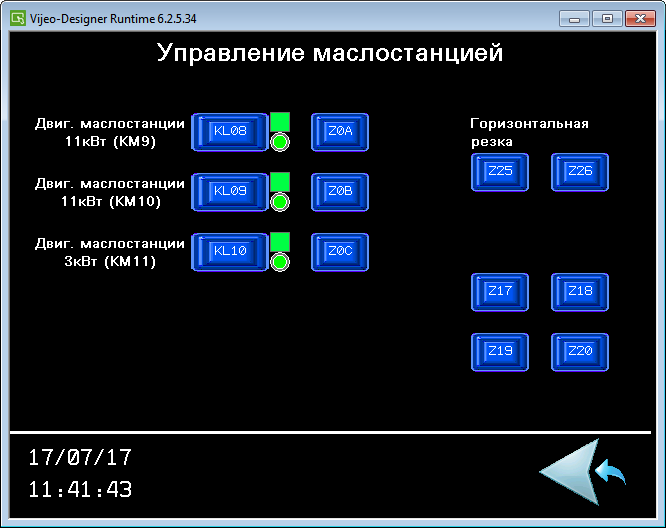 Vijeo-Designer Runtime 6.2.5.34
Управление маслостанцией
Двиг. маслостанции
11кВт (КМ9)
KL08
Z0A
Горизонтальная
резка
Z25
Z26
Двиг. маслостанции
11кВт (КМ10)
KL09
Z0B
Двиг. маслостанции
3кВт (КМ11)
KL10
Z0C
Z17
Z18
Z19
Z20
17/07/17
11:41:43